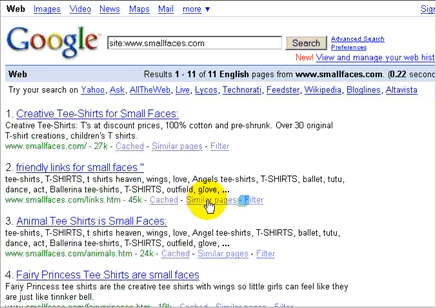 Web Images Video News Maps Mail more ▼ Sig
Google site:www.smallfaces.com Search Advanced Search
Preferences
New! View and manage your web hist
Web Results 1 - 11 of 11 English pages from www.smallfaces.com. (0.22 second
Try your search on Yahoo, Ask, AllTheWeb, Live, Lycos, Technorati, Feedster, Wikipedia, Bloglines, Altavista
1. Creative Tee-Shirts for Small Faces:
Creative Tee-Shirts: T's at discount prices, 100% cotton and pre-shrunk. Over 30 original
T-shirt creations, children's T shirts.
www.smallfaces.com/ - 27k - Cached - Similar pages - Filter
2. friendly links for small faces "
tee-shirts, T-SHIRTS, t shirts heaven, wings, love, Angels tee-shirts, T-SHIRTS, ballet, tutu,
dance, act, Ballerina tee-shirts, T-SHIRTS, outfield, glove, ...
www.smallfaces.com/links.htm - 45k - Cached - Similar pages - Filter
3. Animal Tee Shirts is Small Faces:
tee-shirts, T-SHIRTS, t shirts heaven, wings, love, Angel tee-shirts, T-SHIRTS, ballet, tutu,
dance, act, Ballerina tee-shirts, T-SHIRTS, outfield, glove, ...
www.smallfaces.com/animals.htm - 24k - Cached - Similar pages - Filter
4. Fairy Princess Tee Shirts are small faces
Fairy Princess tee shirts are the creative tee shirts with wings so little girls can feel like they
are just like tinnker bell.